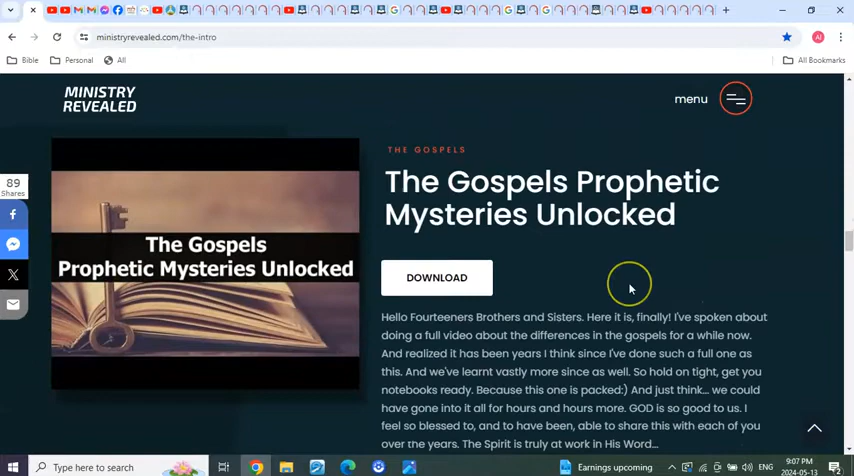 ministryrevealed.com/the-intro
Bible
Personal
All
All Bookmarks
MINISTRY
REVEALED
menu
89
Shares
The Gospels
Prophetic Mysteries Unlocked
THE GOSPELS
The Gospels Prophetic
Mysteries Unlocked
DOWNLOAD
Hello Fourteeners Brothers and Sisters. Here it is, finally! I've spoken about
doing a full video about the differences in the gospels for a while now.
And realized it has been years I think since I've done such a full one as
this. And we've learnt vastly more since as well. So hold on tight, get you
notebooks ready. Because this one is packed:) And just think... we could
have gone into it all for hours and hours more. GOD is so good to us. I
feel so blessed to, and to have been, able to share this with each of you
over the years. The Spirit is truly at work in His Word...
Type here to search
Earnings upcoming
ENG
9:07 PM
2024-05-13